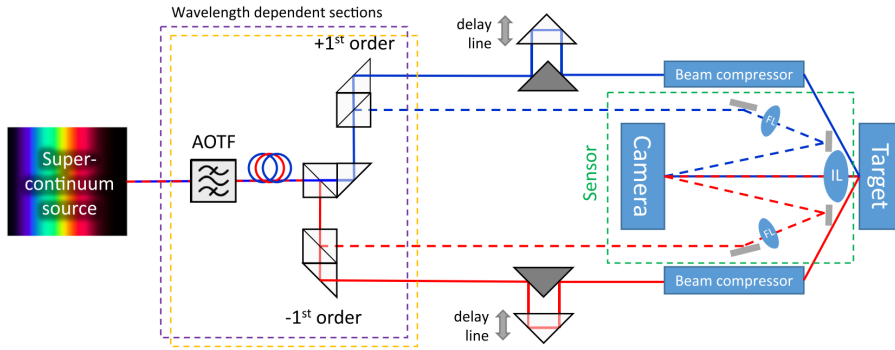 Wavelength dependent sections
+1st order
delay
line
Beam compressor
FL
AOTF
Super-
continuum
source
Sensor
Camera
IL
Target
FL
Beam compressor
-1st order
delay
line